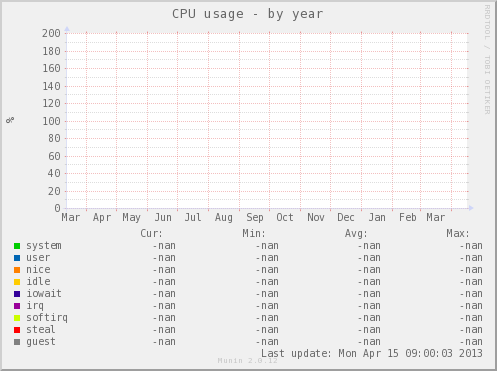 CPU usage - by year
RRDTOOL / TOBI OETIKER
200
180
160
140
120
100
80
60
40
20
0
%
Mar Apr May Jun Jul Aug Sep Oct Nov Dec Jan Feb Mar
Cur: Min: Avg: Max:
system -nan -nan -nan -nan
user -nan -nan -nan -nan
nice -nan -nan -nan -nan
idle -nan -nan -nan -nan
iowait -nan -nan -nan -nan
irq -nan -nan -nan -nan
softirq -nan -nan -nan -nan
steal -nan -nan -nan -nan
guest -nan -nan -nan -nan
Last update: Mon Apr 15 09:00:03 2013
Munin 2.0.12